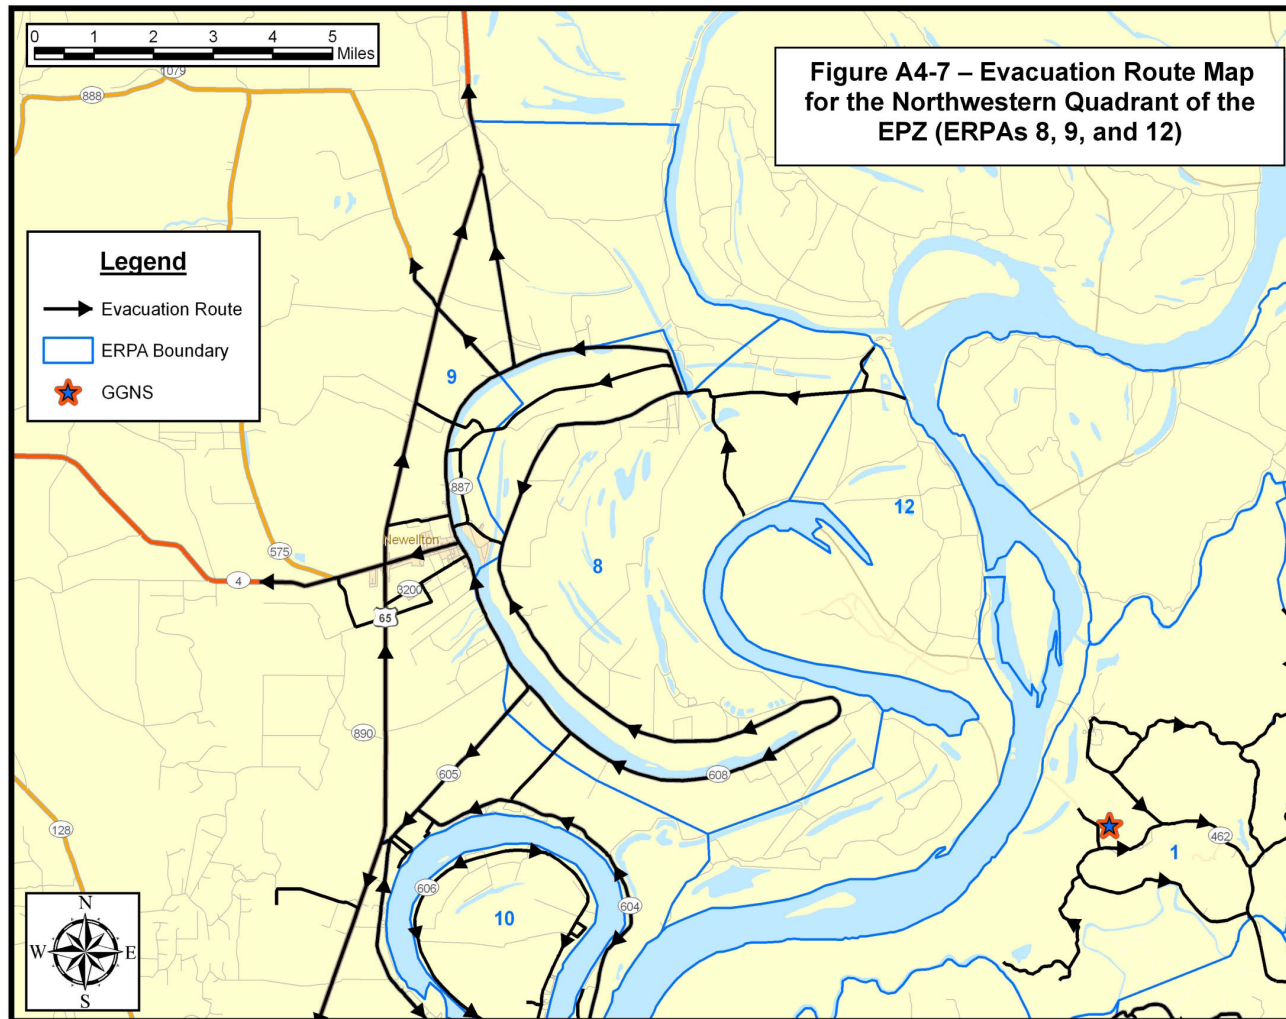 0 1 2 3 4 5
Miles
Figure A4-7 – Evacuation Route Map
for the Northwestern Quadrant of the
EPZ (ERPAs 8, 9, and 12)
1079
888
Legend
Evacuation Route
ERPA Boundary
GGNS
9
887
12
Newellton
575
8
4
3200
65
890
605
608
128
462
1
606
604
10
N
W E
S